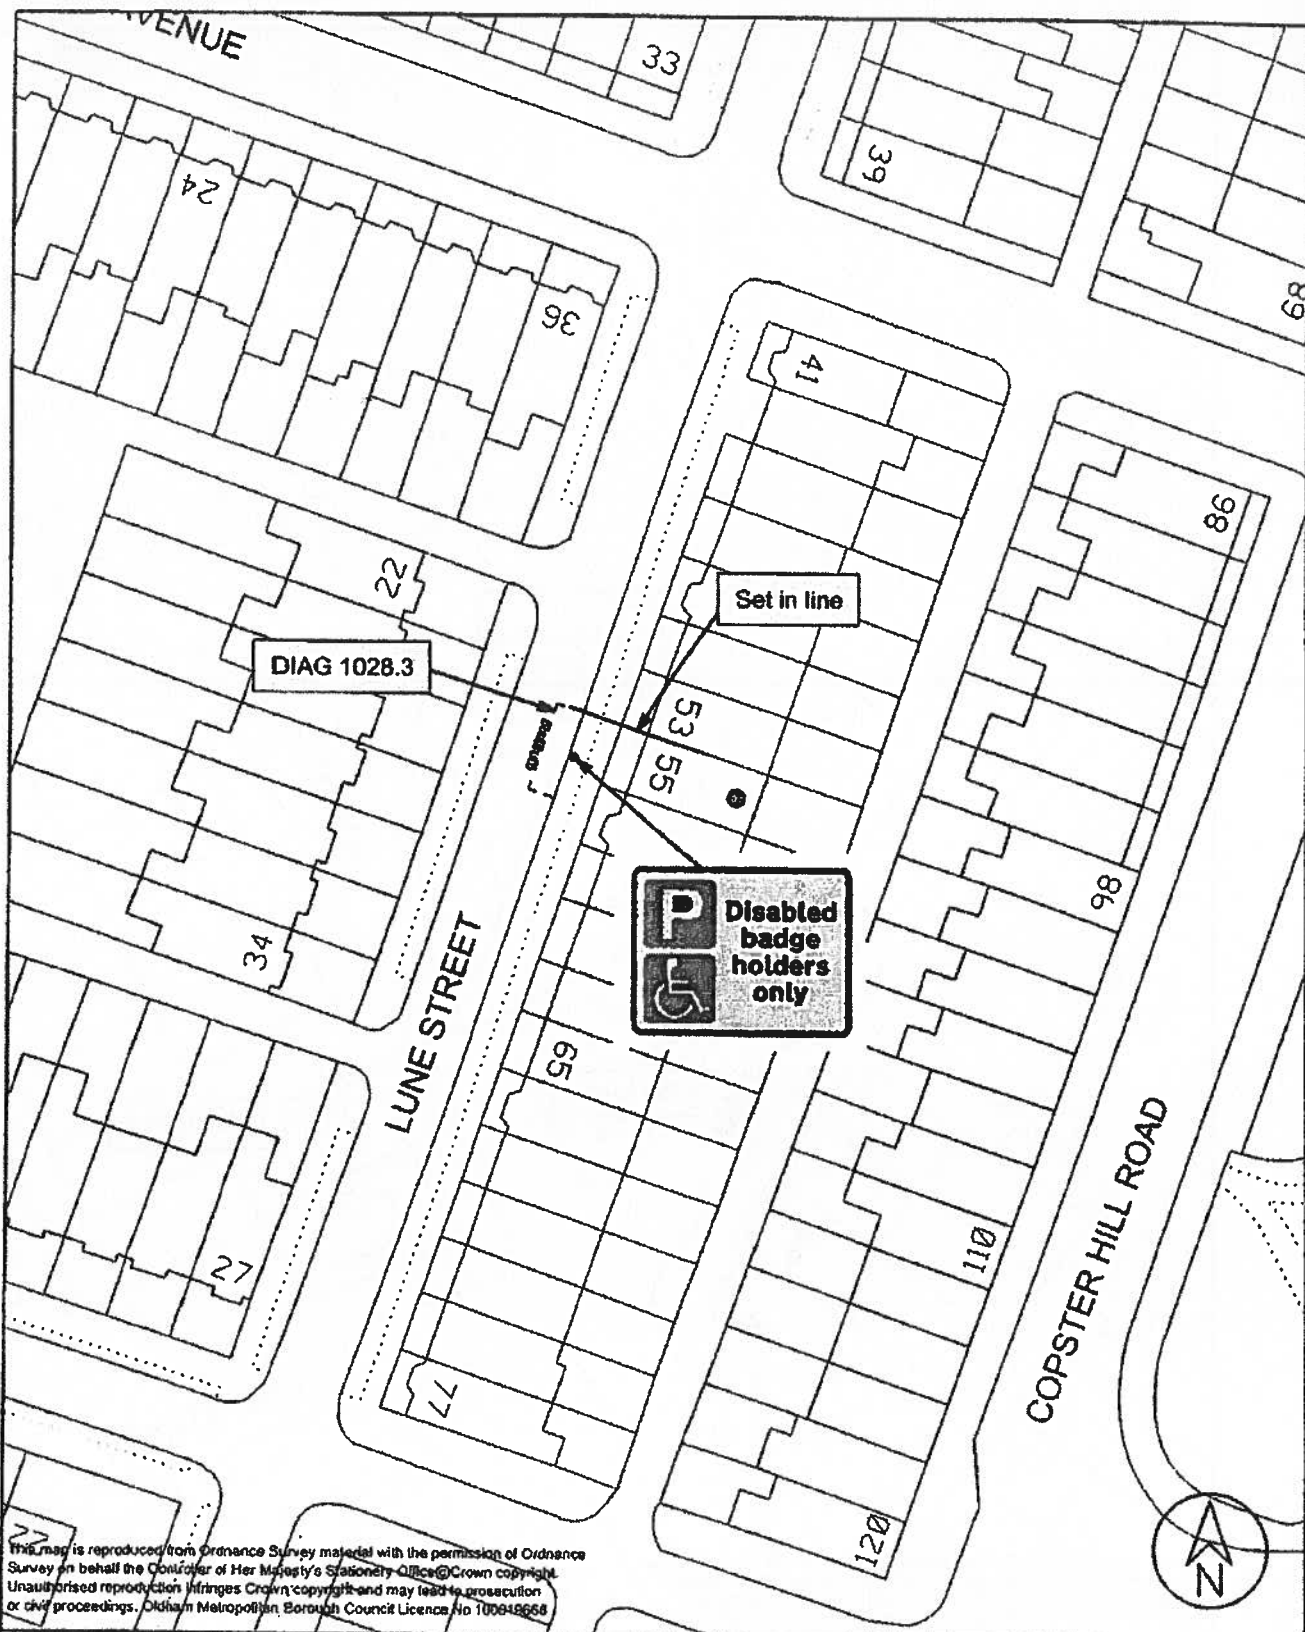 AVENUE
33
39
89
24
36
41
98
22
Set in line
DIAG 1028.3
53
55
P Disabled
badge
holders
only
98
34
LUNE STREET
65
COPSTER HILL ROAD
110
27
77
120
22
N
This map is reproduced from Ordnance Survey material with the permission of Ordnance
Survey on behalf the Controller of Her Majesty's Stationery Office©Crown copyright.
Unauthorised reproduction infringes Crown copyright and may lead to prosecution
or civil proceedings. Oldham Metropolitan Borough Council Licence No